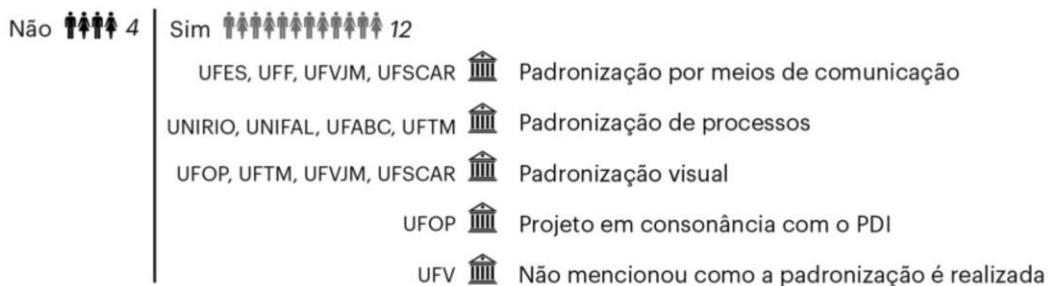 Não 4 Sim 12
UFES, UFF, UFVJM, UFSCAR Padronização por meios de comunicação
UNIRIO, UNIFAL, UFABC, UFTM Padronização de processos
UFOP, UFTM, UFVJM, UFSCAR Padronização visual
UFOP Projeto em consonância com o PDI
UFV Não mencionou como a padronização é realizada